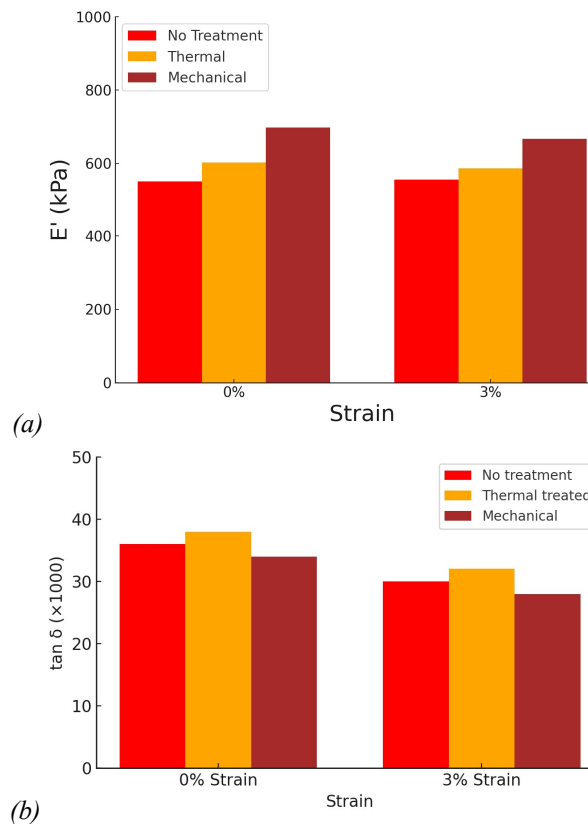 1000
800
600
400
200
0
E' (kPa)
No Treatment
Thermal
Mechanical
0%
3%
Strain
(a)
50
40
30
20
10
0
tan δ (×1000)
No treatment
Thermal treated
Mechanical
0% Strain
3% Strain
Strain
(b)